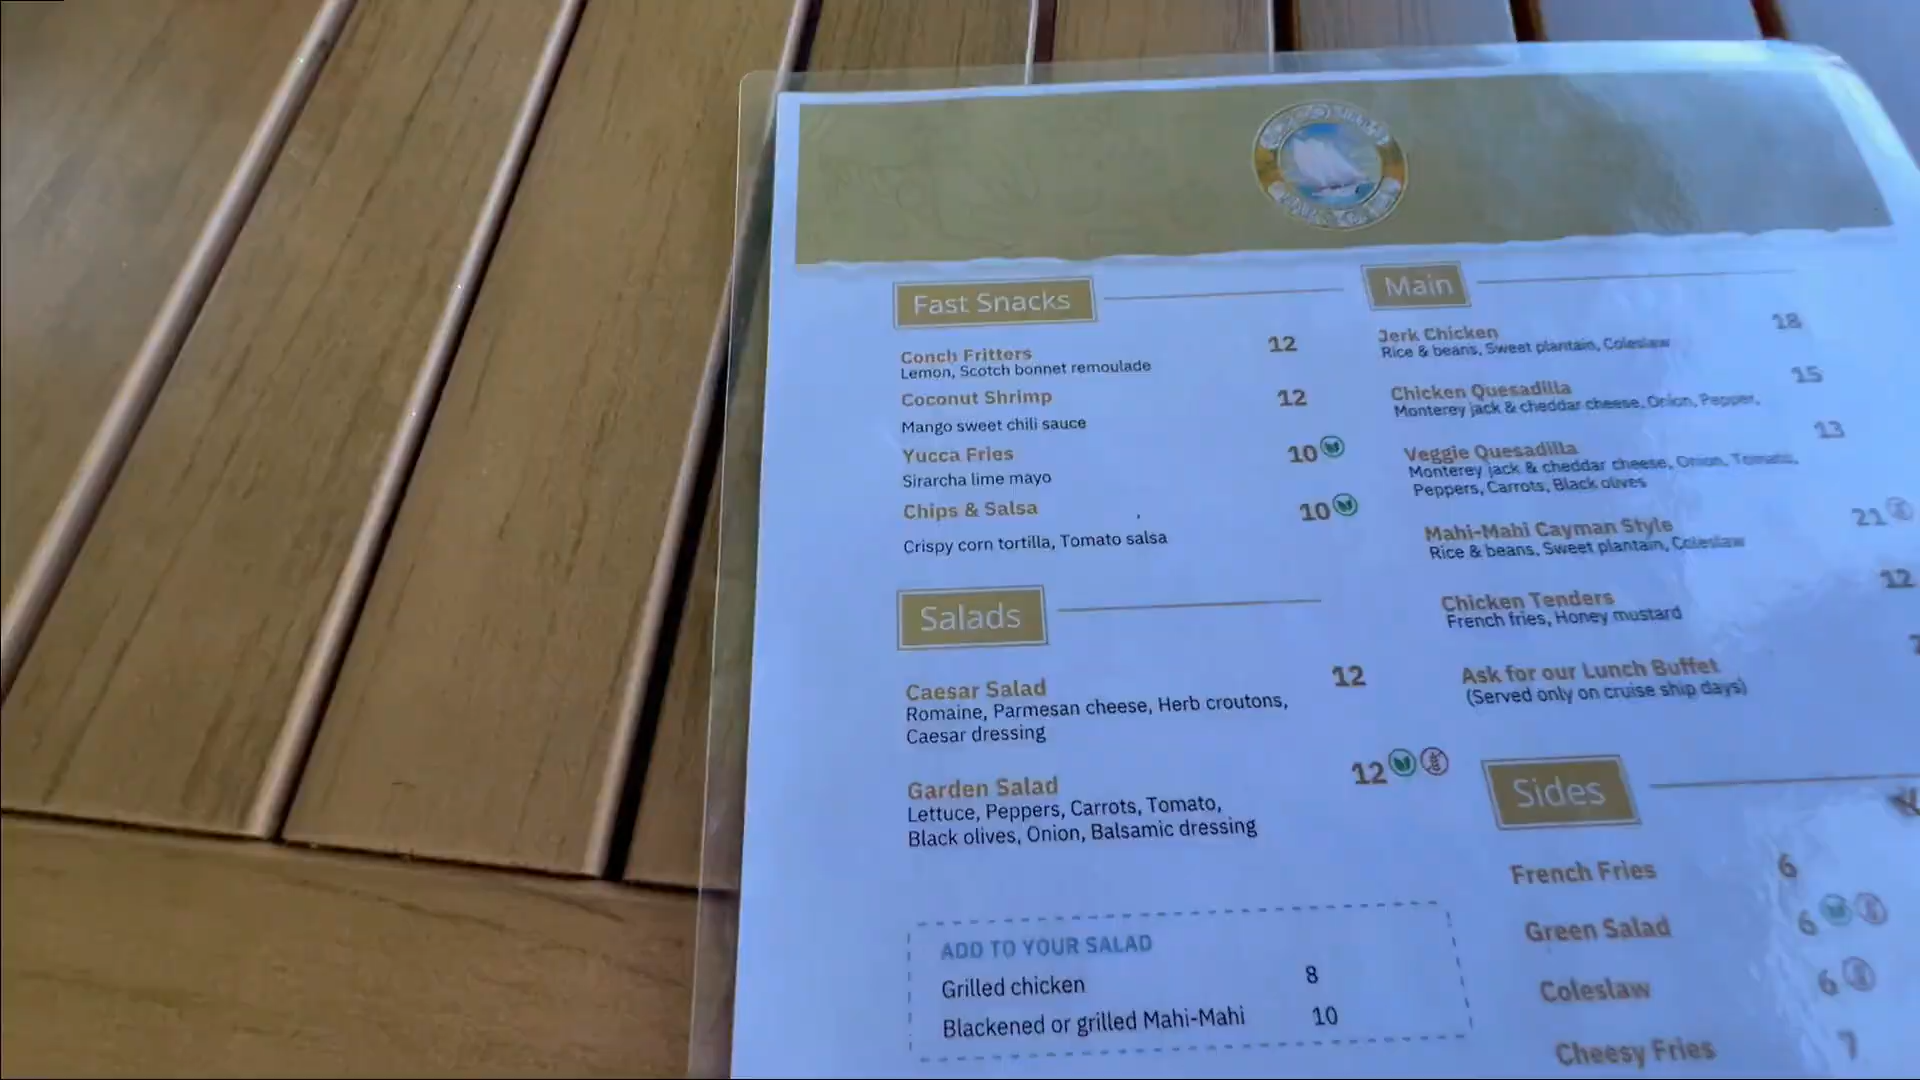 Fast Snacks
Conch Fritters 12
Lemon, Scotch bonnet remoulade
Coconut Shrimp 12
Mango sweet chili sauce
Yucca Fries 10
Sirarcha lime mayo
Chips & Salsa 10
Crispy corn tortilla, Tomato salsa
Salads
Caesar Salad 12
Romaine, Parmesan cheese, Herb croutons,
Caesar dressing
Garden Salad 12
Lettuce, Peppers, Carrots, Tomato,
Black olives, Onion, Balsamic dressing
ADD TO YOUR SALAD
Grilled chicken 8
Blackened or grilled Mahi-Mahi 10
Main
Jerk Chicken 18
Rice & beans, Sweet plantain, Coleslaw
Chicken Quesadilla 15
Monterey jack & cheddar cheese, Onion, Pepper,
Veggie Quesadilla 13
Monterey jack & cheddar cheese, Onion, Tomato,
Peppers, Carrots, Black olives
Mahi-Mahi Cayman Style 21
Rice & beans, Sweet plantain, Coleslaw
Chicken Tenders 12
French fries, Honey mustard
Ask for our Lunch Buffet
(Served only on cruise ship days)
Sides
French Fries 6
Green Salad 6
Coleslaw 6
Cheesy Fries 7